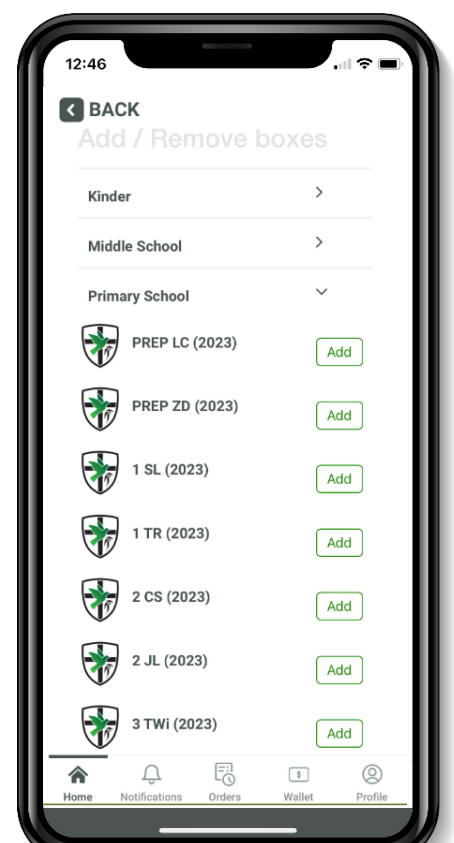 12:46
BACK
Add / Remove boxes
Kinder
Middle School
Primary School
PREP LC (2023)
Add
PREP ZD (2023)
Add
1 SL (2023)
Add
1 TR (2023)
Add
2 CS (2023)
Add
2 JL (2023)
Add
3 TWi (2023)
Add
$
Home Notifications Orders Wallet Profile